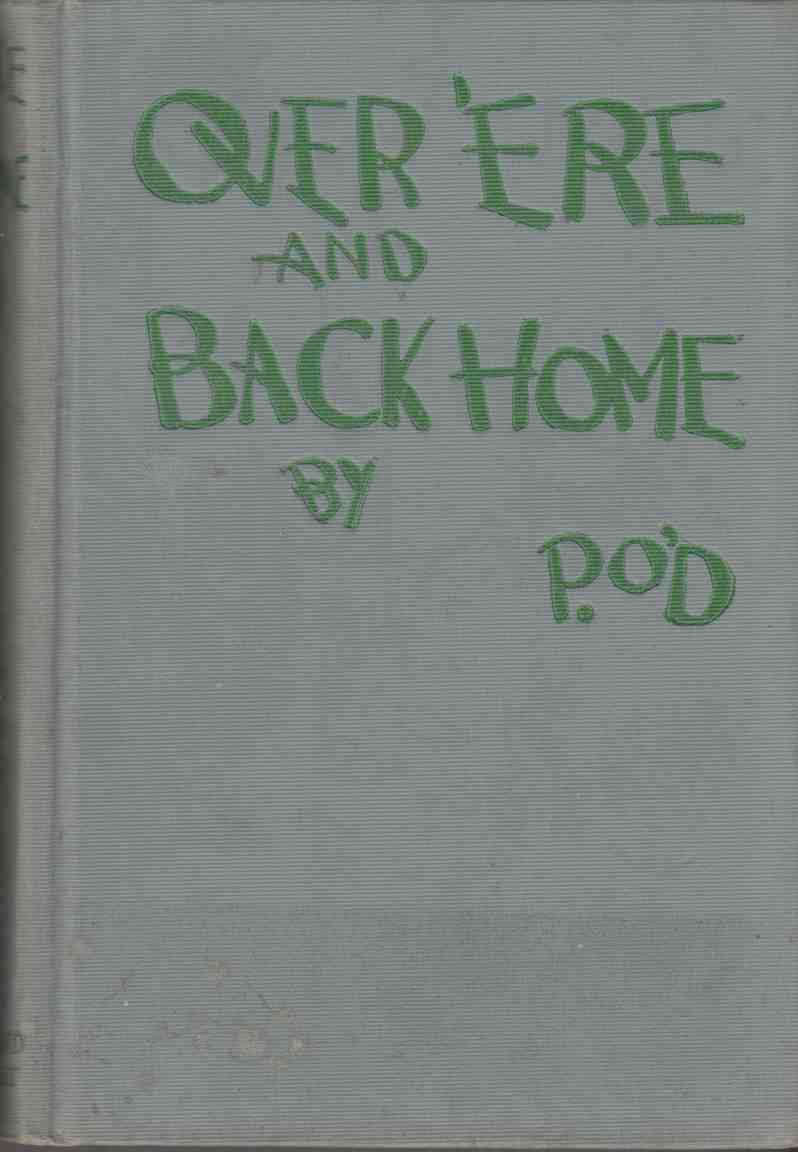 OVER 'ERE
AND
BACK HOME
BY
P. O'D